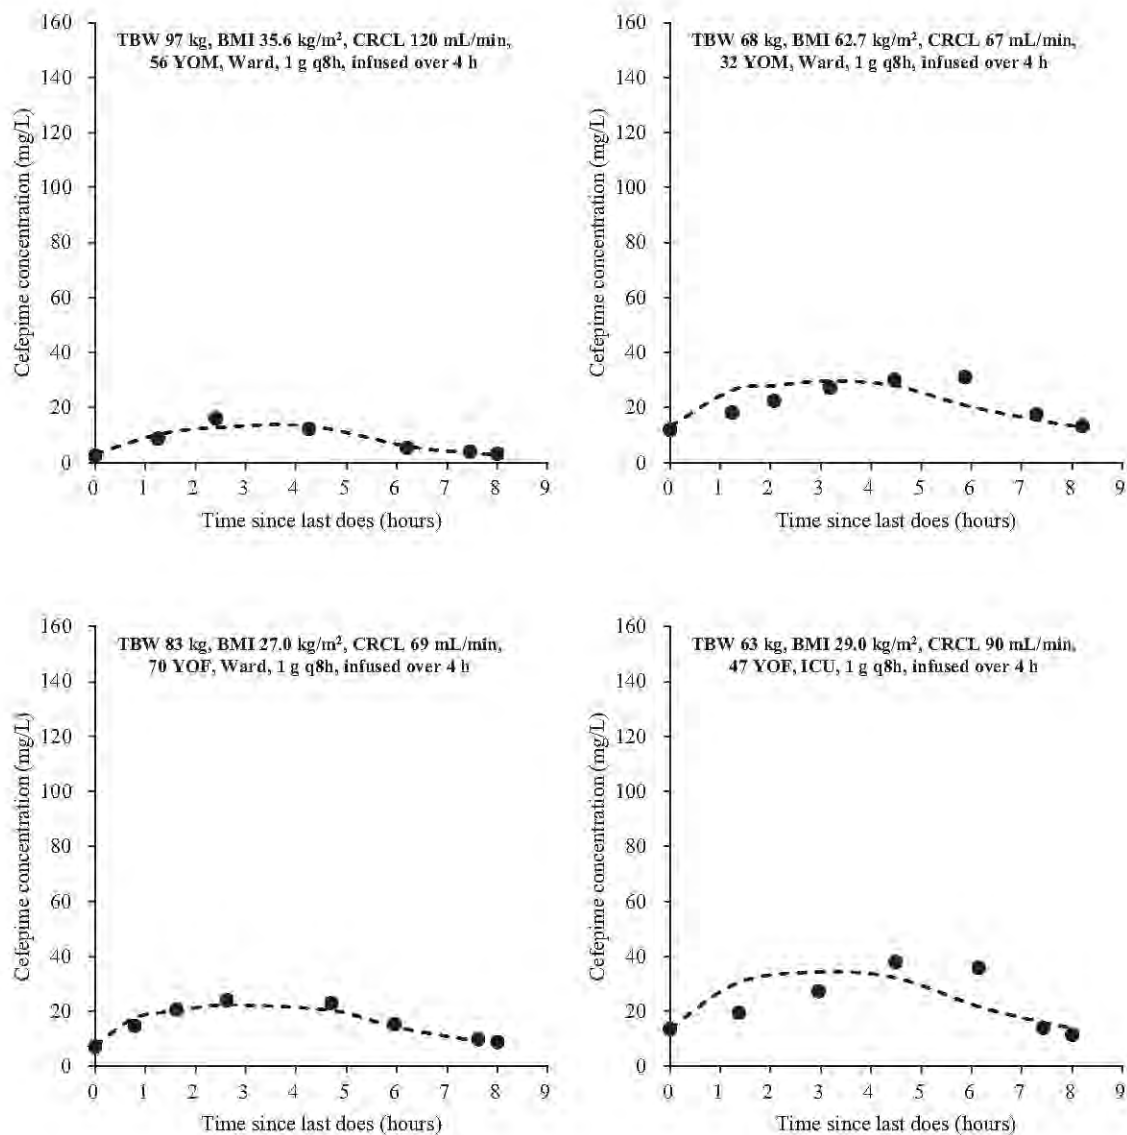 TBW 97 kg, BMI 35.6 kg/m², CRCL 120 mL/min,
56 YOM, Ward, 1 g q8h, infused over 4 h
Cefepime concentration (mg/L)
160
140
120
100
80
60
40
20
0
0 1 2 3 4 5 6 7 8 9
Time since last does (hours)
TBW 68 kg, BMI 62.7 kg/m², CRCL 67 mL/min,
32 YOM, Ward, 1 g q8h, infused over 4 h
Cefepime concentration (mg/L)
160
140
120
100
80
60
40
20
0
0 1 2 3 4 5 6 7 8 9
Time since last does (hours)
TBW 83 kg, BMI 27.0 kg/m², CRCL 69 mL/min,
70 YOF, Ward, 1 g q8h, infused over 4 h
Cefepime concentration (mg/L)
160
140
120
100
80
60
40
20
0
0 1 2 3 4 5 6 7 8 9
Time since last does (hours)
TBW 63 kg, BMI 29.0 kg/m², CRCL 90 mL/min,
47 YOF, ICU, 1 g q8h, infused over 4 h
Cefepime concentration (mg/L)
160
140
120
100
80
60
40
20
0
0 1 2 3 4 5 6 7 8 9
Time since last does (hours)